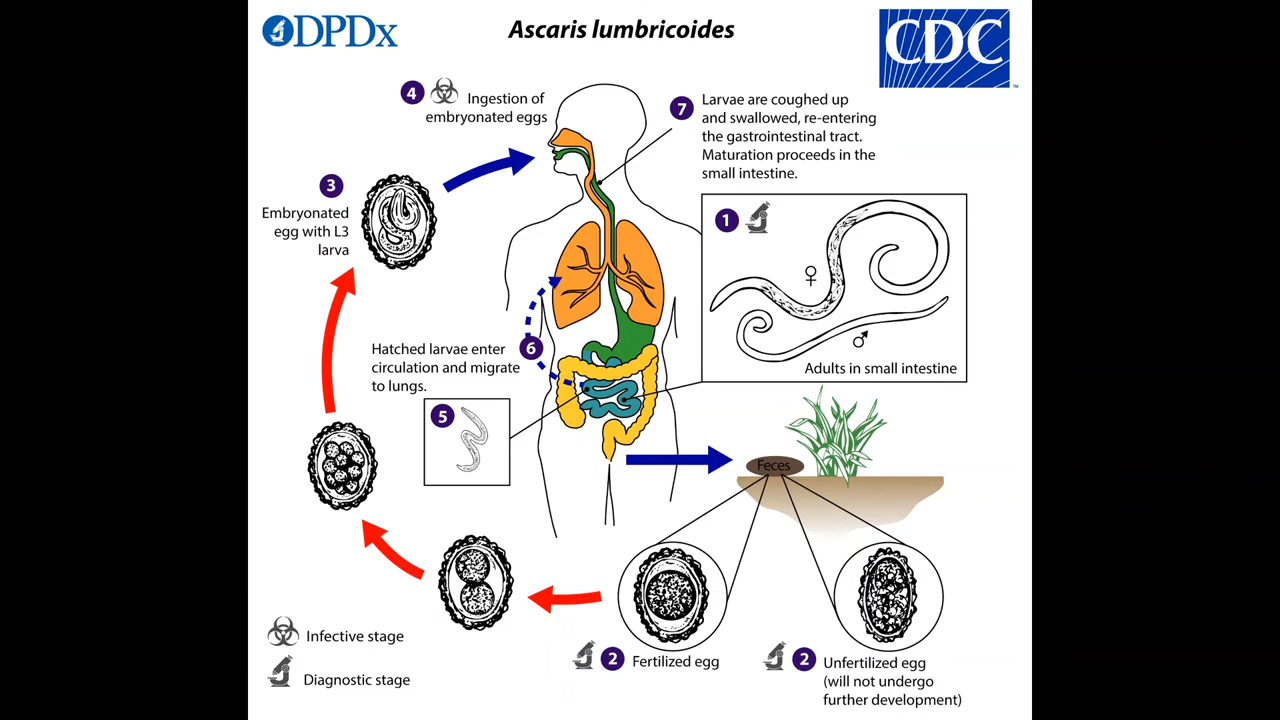 DPDx
Ascaris lumbricoides
CDC
TM
4
Ingestion of
embryonated eggs
7
Larvae are coughed up
and swallowed, re-entering
the gastrointestinal tract.
Maturation proceeds in the
small intestine.
3
Embryonated
egg with L3
larva
1
♀
♂
Adults in small intestine
6
Hatched larvae enter
circulation and migrate
to lungs.
5
Feces
2
Fertilized egg
2
Unfertilized egg
(will not undergo
further development)
Infective stage
Diagnostic stage